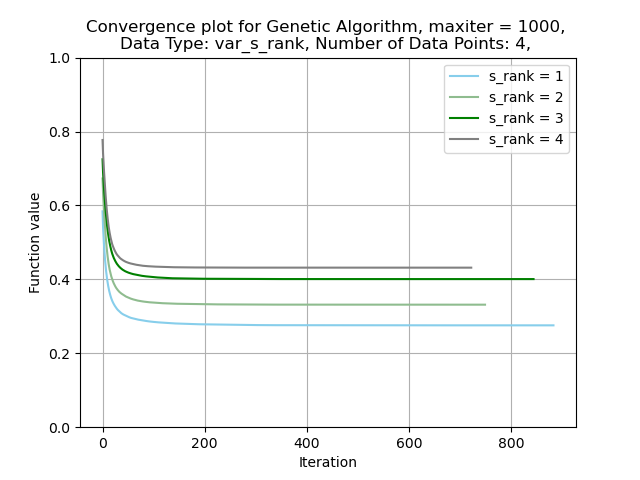 Convergence plot for Genetic Algorithm, maxiter = 1000,
Data Type: var_s_rank, Number of Data Points: 4,
1.0
s_rank = 1
s_rank = 2
s_rank = 3
s_rank = 4
0.8
0.6
Function value
0.4
0.2
0.0
0
200
400
600
800
Iteration